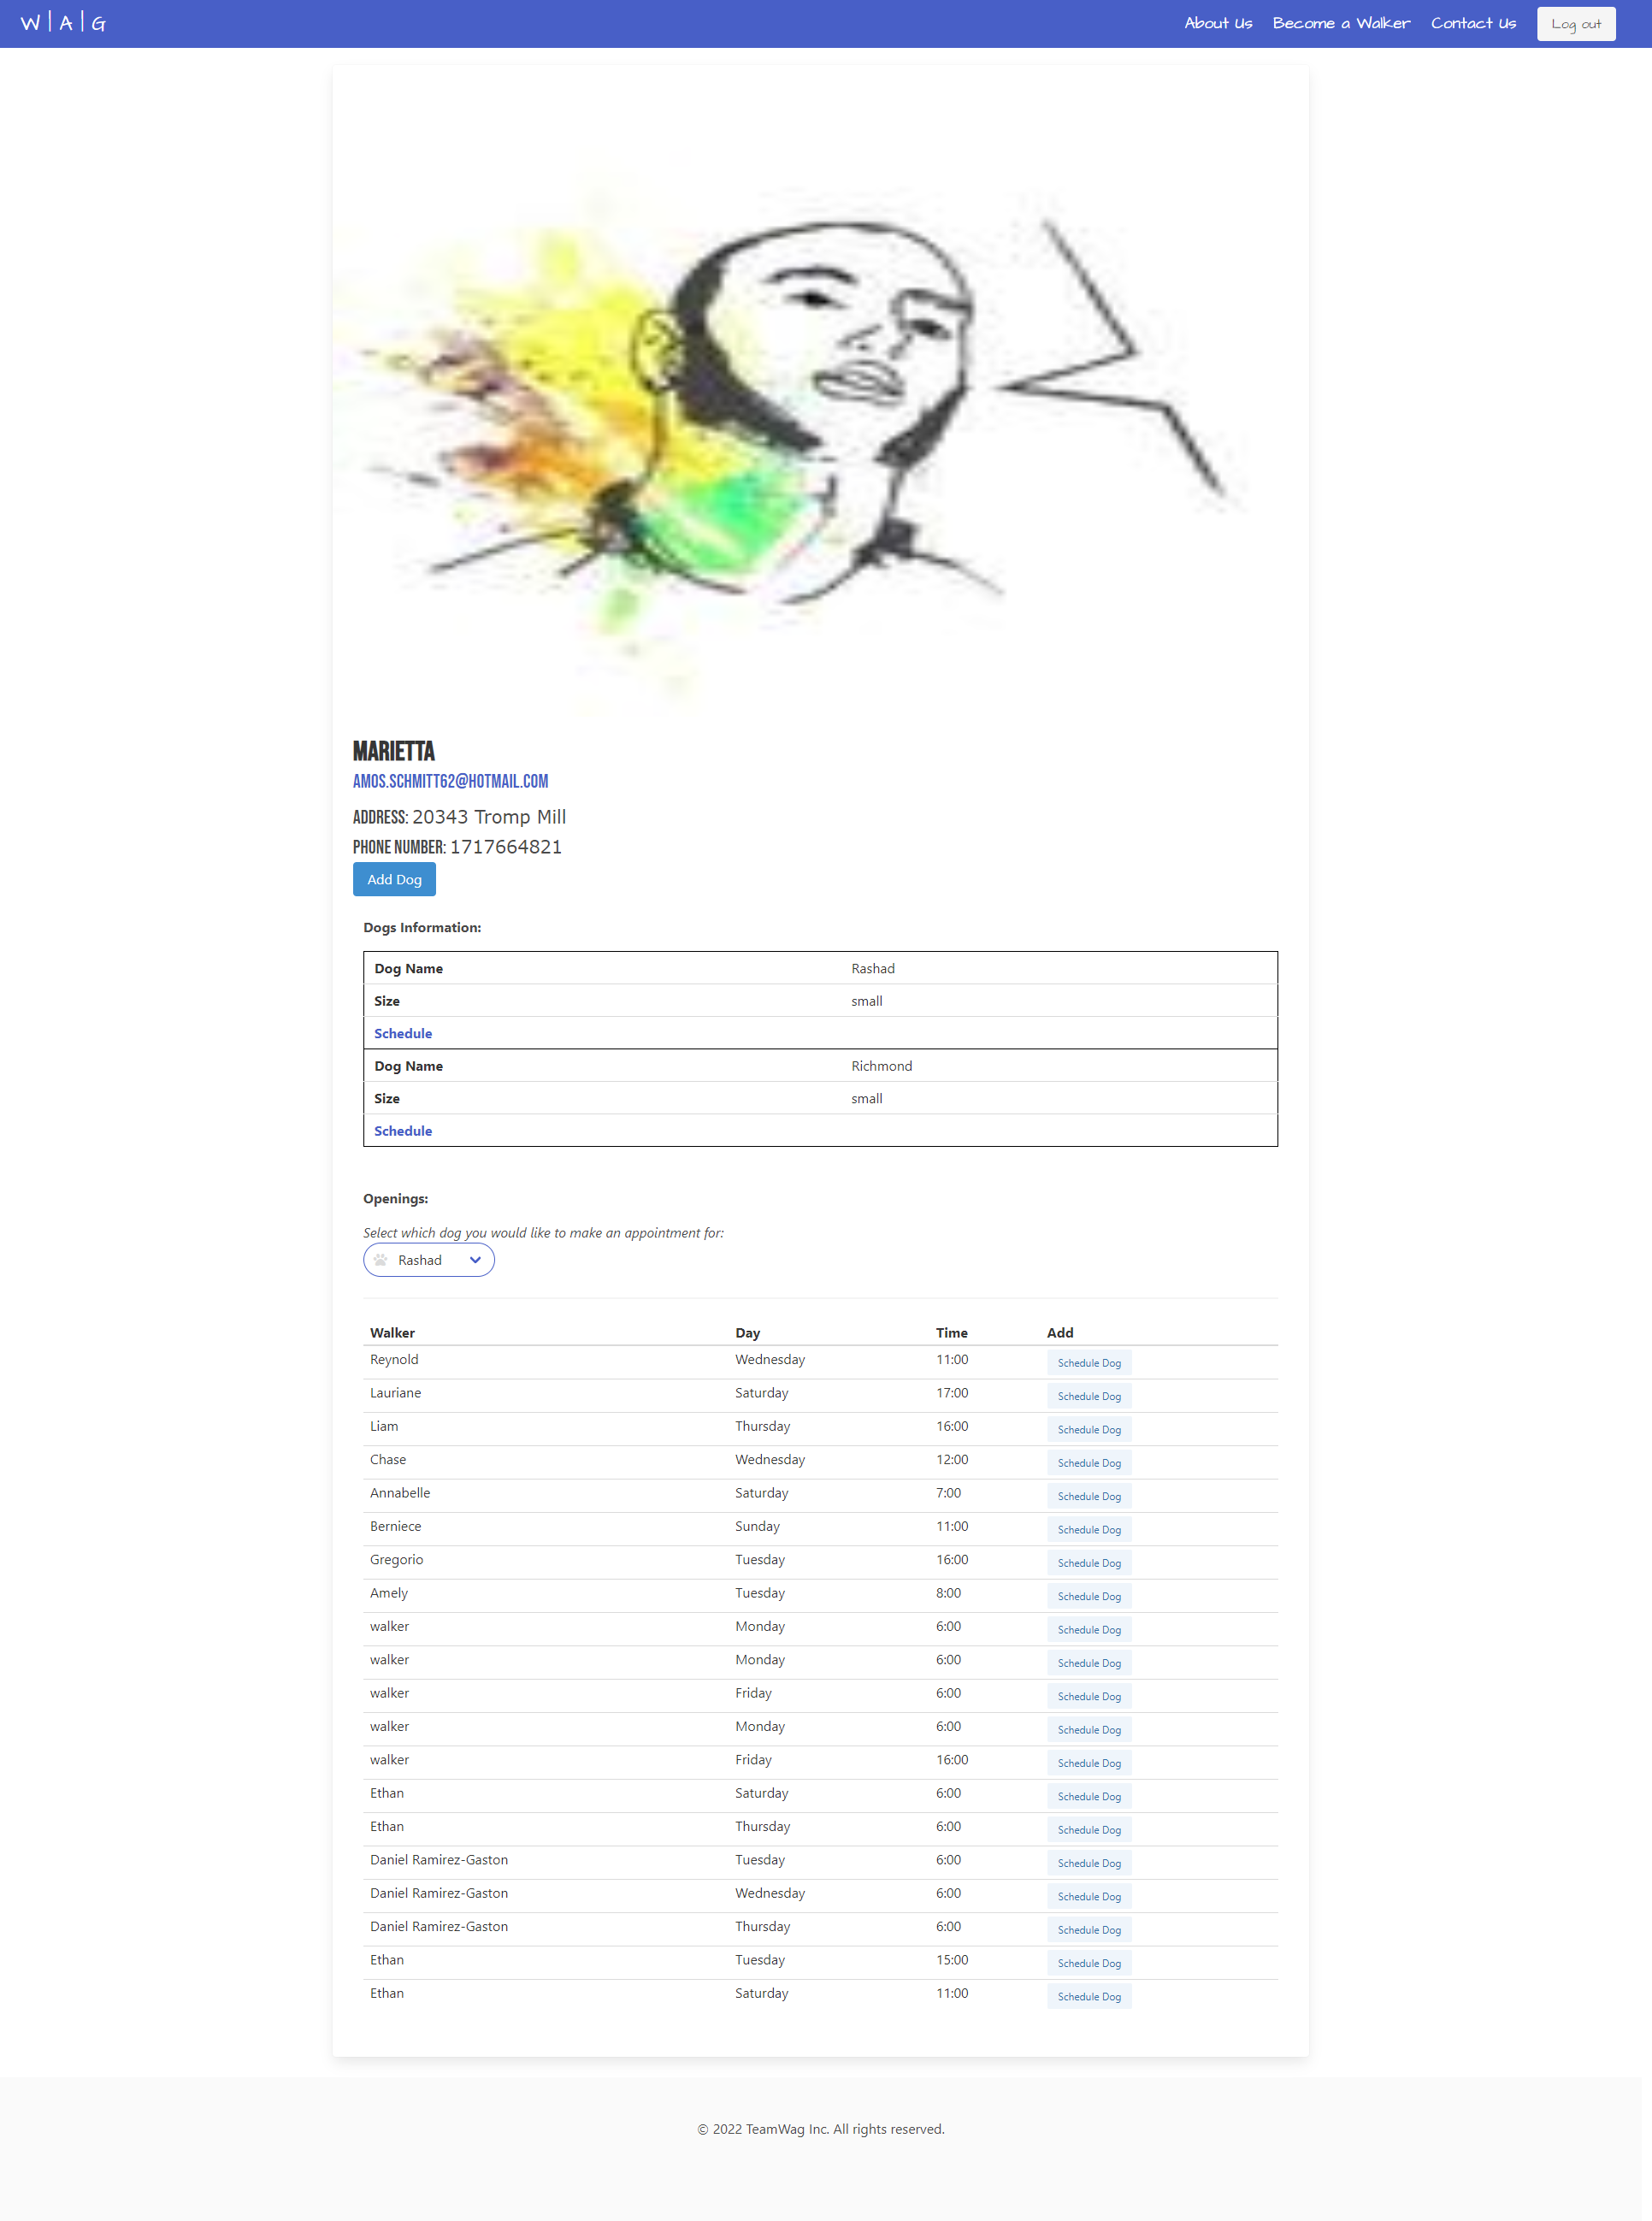 W | A | G
About Us Become a Walker Contact Us Log out
MARIETTA
AMOS.SCHMITT62@HOTMAIL.COM
ADDRESS: 20343 Tromp Mill
PHONE NUMBER: 1717664821
Add Dog
Dogs Information:
Dog Name Rashad
Size small
Schedule
Dog Name Richmond
Size small
Schedule
Openings:
Select which dog you would like to make an appointment for:
Rashad
Walker Day Time Add
Reynold Wednesday 11:00 Schedule Dog
Lauriane Saturday 17:00 Schedule Dog
Liam Thursday 16:00 Schedule Dog
Chase Wednesday 12:00 Schedule Dog
Annabelle Saturday 7:00 Schedule Dog
Berniece Sunday 11:00 Schedule Dog
Gregorio Tuesday 16:00 Schedule Dog
Amely Tuesday 8:00 Schedule Dog
walker Monday 6:00 Schedule Dog
walker Monday 6:00 Schedule Dog
walker Friday 6:00 Schedule Dog
walker Monday 6:00 Schedule Dog
walker Friday 16:00 Schedule Dog
Ethan Saturday 6:00 Schedule Dog
Ethan Thursday 6:00 Schedule Dog
Daniel Ramirez-Gaston Tuesday 6:00 Schedule Dog
Daniel Ramirez-Gaston Wednesday 6:00 Schedule Dog
Daniel Ramirez-Gaston Thursday 6:00 Schedule Dog
Ethan Tuesday 15:00 Schedule Dog
Ethan Saturday 11:00 Schedule Dog
© 2022 TeamWag Inc. All rights reserved.